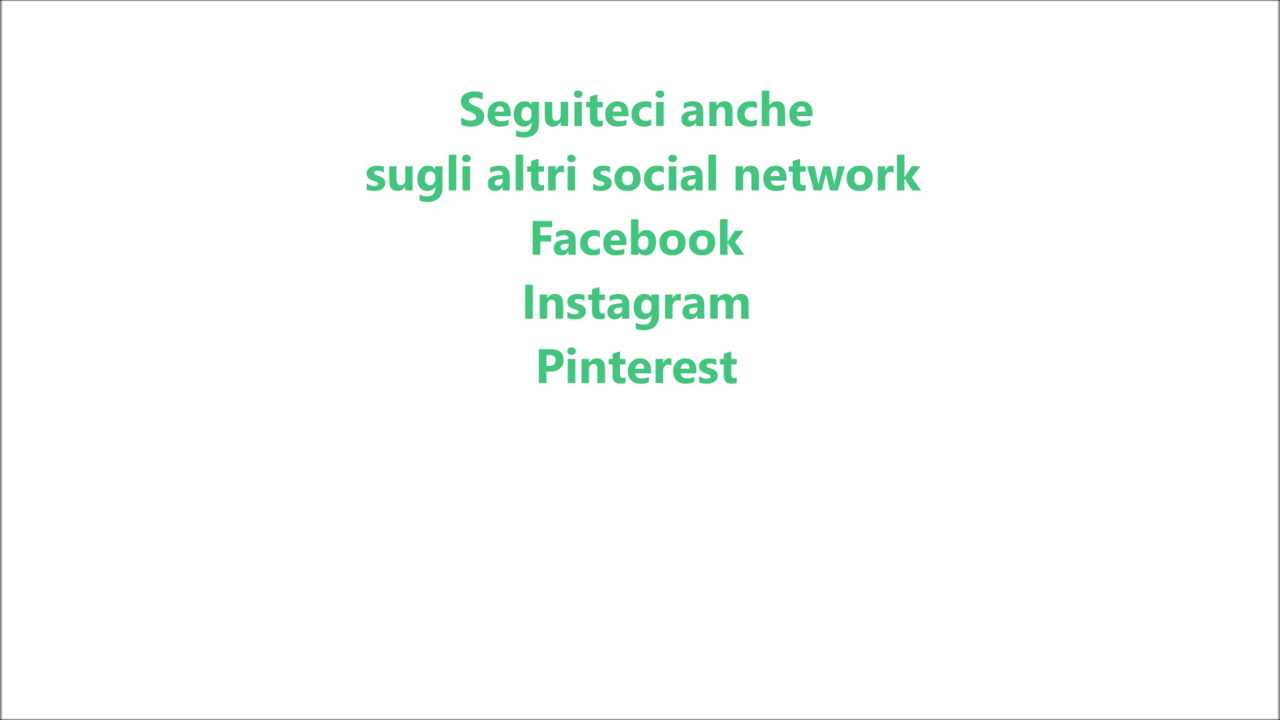 Seguiteci anche
sugli altri social network
Facebook
Instagram
Pinterest